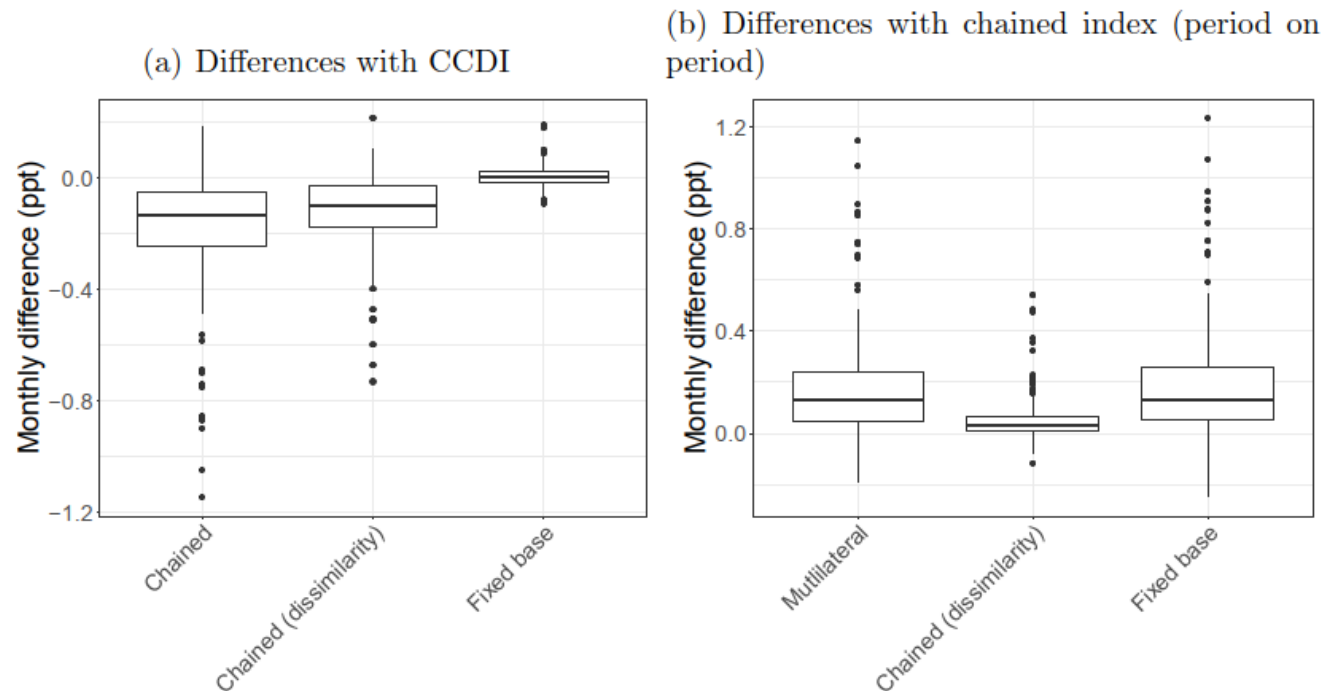 (a) Differences with CCDI
(b) Differences with chained index (period on
period)
Monthly difference (ppt)
0.0
−0.4
−0.8
−1.2
Chained
Chained (dissimilarity)
Fixed base
Monthly difference (ppt)
1.2
0.8
0.4
0.0
Mutlilateral
Chained (dissimilarity)
Fixed base